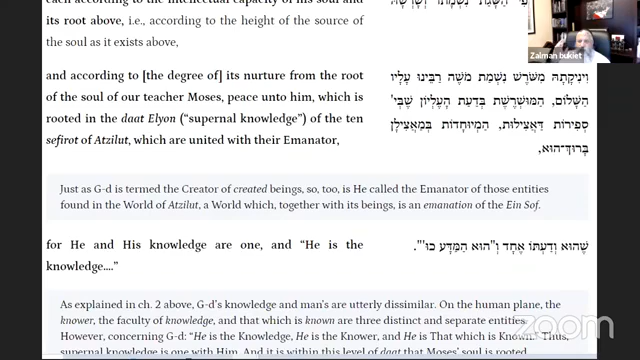 each according to the intellectual capacity of his soul and
its root above, i.e., according to the height of the source of
the soul as it exists above,
and according to [the degree of] its nurture from the root
of the soul of our teacher Moses, peace unto him, which is
rooted in the daat Elyon (“supernal knowledge”) of the ten
sefirot of Atzilut, which are united with their Emanator,
Just as G-d is termed the Creator of created beings, so, too, is He called the Emanator of those entities
found in the World of Atzilut, a World which, together with its beings, is an emanation of the Ein Sof.
for He and His knowledge are one, and “He is the
knowledge....”
As explained in ch. 2 above, G-d’s knowledge and man’s are utterly dissimilar. On the human plane, the
knower, the faculty of knowledge, and that which is known are three distinct and separate entities.
However, concerning G-d: “He is the Knowledge, He is the Knower, and He is That which is Known.” Thus,
supernal knowledge is one with Him. And it is within this level of daat that Moses’ soul is rooted
וִינִיקָתָהּ מִשֹּׁרֶשׁ נִשְׁמַת מֹשֶׁה רַבֵּינוּ עָלָיו
הַשָּׁלוֹם, הַמּוּשְׁרֶשֶׁת בְּדַעַת הָעֶלְיוֹן שֶׁבְּי'
סְפִירוֹת דַּאֲצִילוּת, הַמְיוּחָדוֹת בְּמַאֲצִילָן
בָּרוּךְ־הוּא,
שֶׁהוּא וְדַעְתּוֹ אֶחָד וְ"הוּא הַמַּדָּע כּוּ'".
Zalman bukiet
zoom